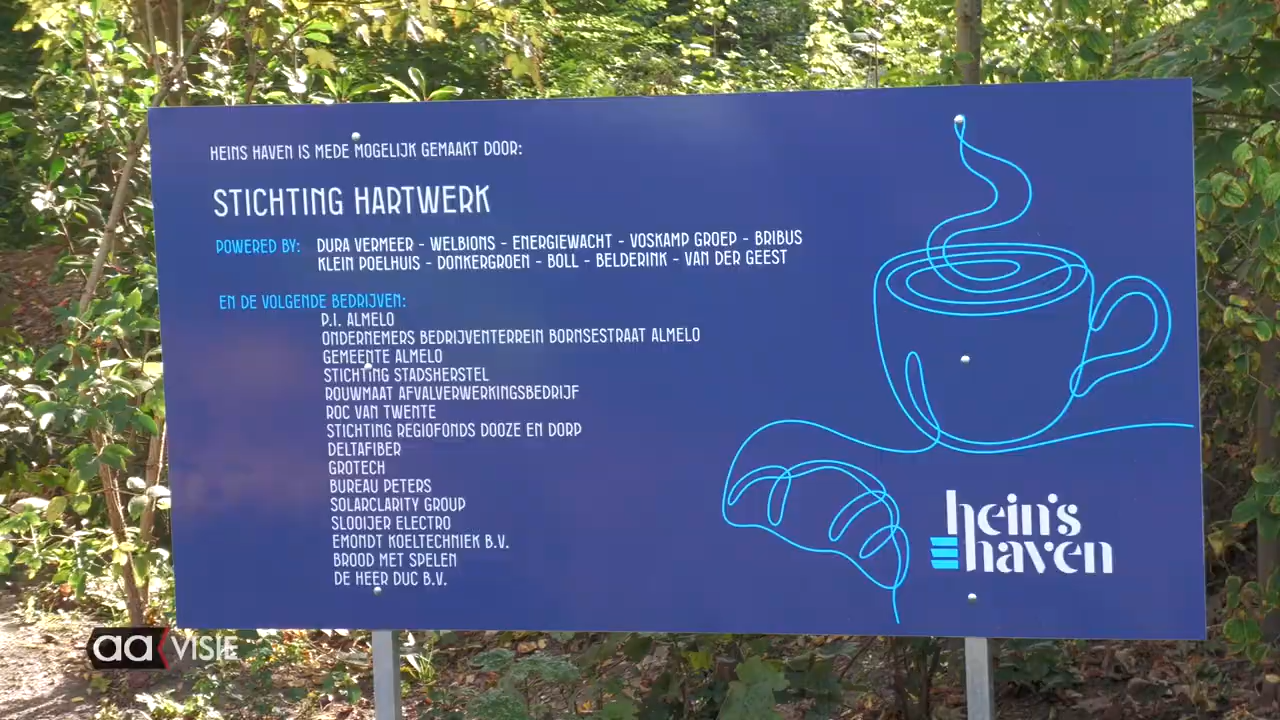 HEINS HAVEN IS MEDE MOGELIJK GEMAAKT DOOR:
STICHTING HARTWERK
POWERED BY: DURA VERMEER - WELBIONS - ENERGIEWACHT - VOSKAMP GROEP - BRIBUS
KLEIN POELHUIS - DONKERGROEN - BOLL - BELDERINK - VAN DER GEEST
EN DE VOLGENDE BEDRIJVEN:
P.I. ALMELO
ONDERNEMERS BEDRIJVENTERREIN BORNSESTRAAT ALMELO
GEMEENTE ALMELO
STICHTING STADSHERSTEL
ROUWMAAT AFVALVERWERKINGSBEDRIJF
ROC VAN TWENTE
STICHTING REGIOFONDS DOOZE EN DORP
DELTAFIBER
GROTECH
BUREAU PETERS
SOLARCLARITY GROUP
SLOOIJER ELECTRO
EMONDT KOELTECHNIEK B.V.
BROOD MET SPELEN
DE HEER DUC B.V.
hein's
haven
aa VISIE